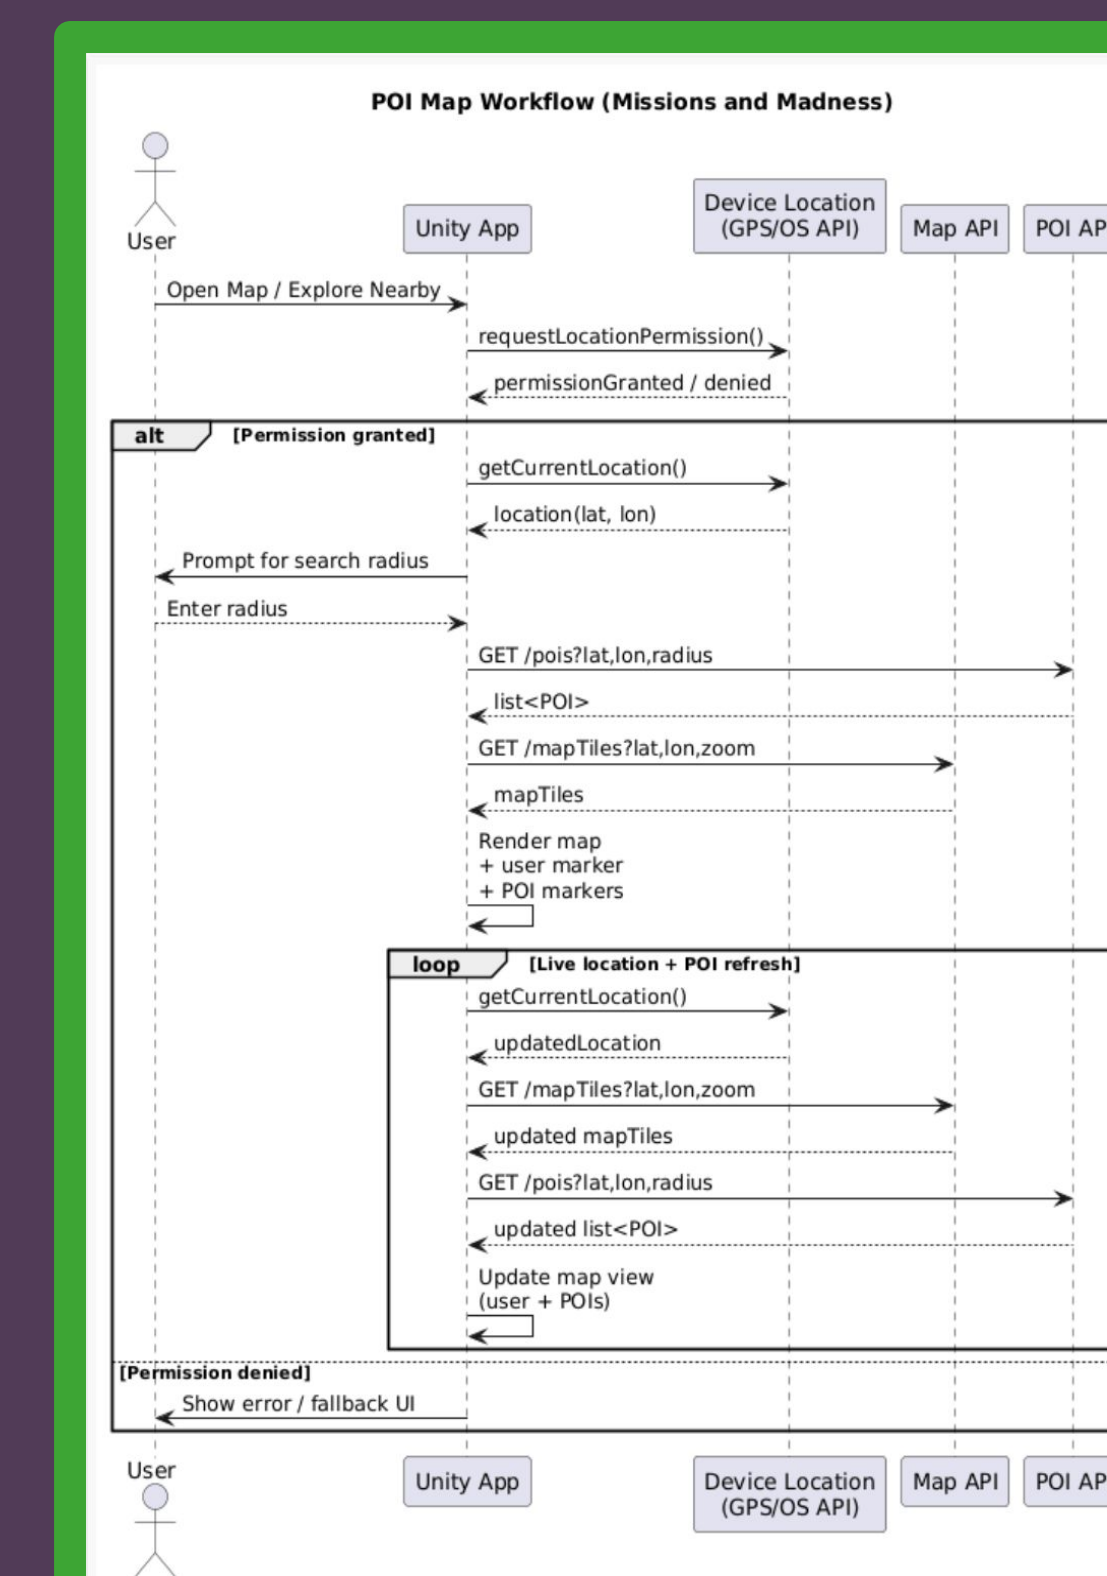 POI Map Workflow (Missions and Madness)
User
Unity App
Device Location
(GPS/OS API)
Map API
POI AP
Open Map / Explore Nearby
requestLocationPermission()
permissionGranted / denied
alt
[Permission granted]
getCurrentLocation()
location(lat, lon)
Prompt for search radius
Enter radius
GET /pois?lat,lon,radius
list<POI>
GET /mapTiles?lat,lon,zoom
mapTiles
Render map
+ user marker
+ POI markers
loop
[Live location + POI refresh]
getCurrentLocation()
updatedLocation
GET /mapTiles?lat,lon,zoom
updated mapTiles
GET /pois?lat,lon,radius
updated list<POI>
Update map view
(user + POIs)
[Permission denied]
Show error / fallback UI
User
Unity App
Device Location
(GPS/OS API)
Map API
POI AP